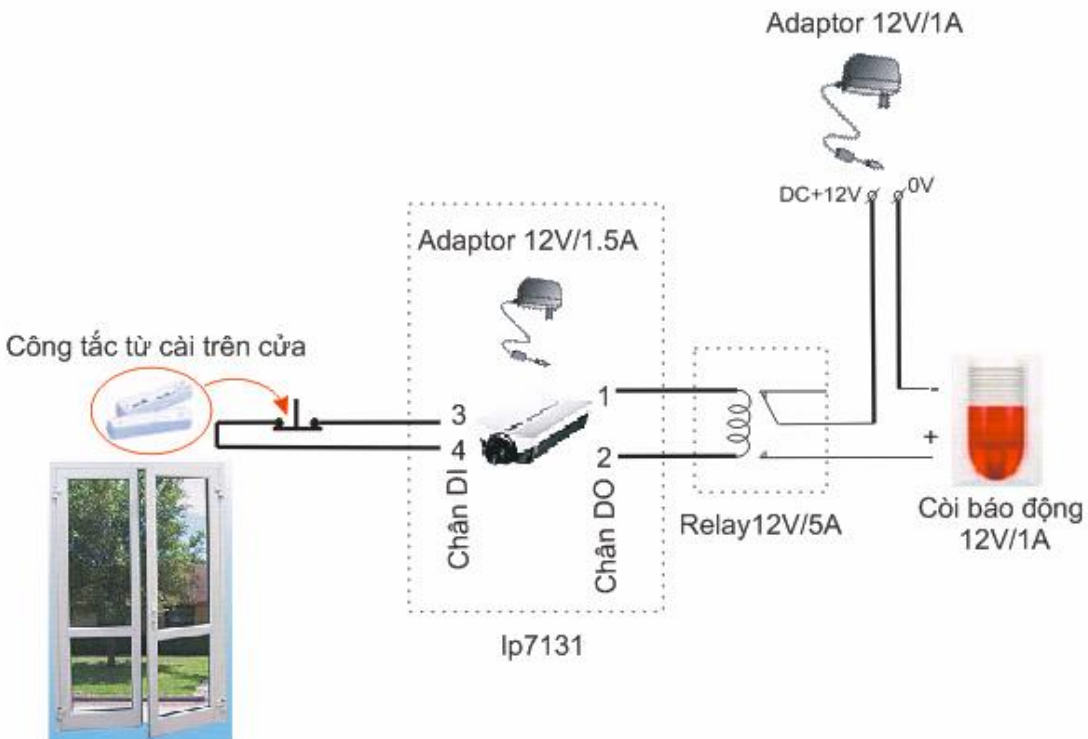 Adaptor 12V/1A
DC+12V
0V
Adaptor 12V/1.5A
Công tắc từ cài trên cửa
3
4
Chân DI
1
2
Chân DO
-
+
Relay12V/5A
Còi báo động
12V/1A
Ip7131